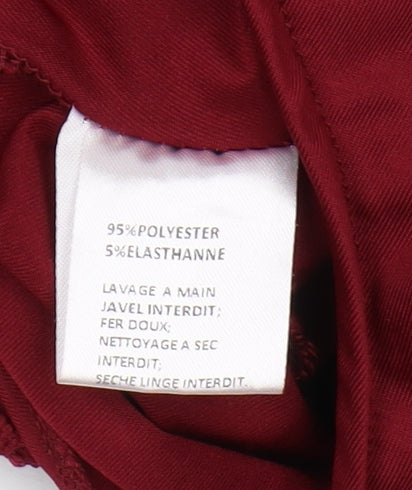 95%POLYESTER
5%ELASTHANNE
LAVAGE A MAIN
JAVEL INTERDIT;
FER DOUX;
NETTOYAGE A SEC
INTERDIT;
SECHE LINGE INTERDIT.